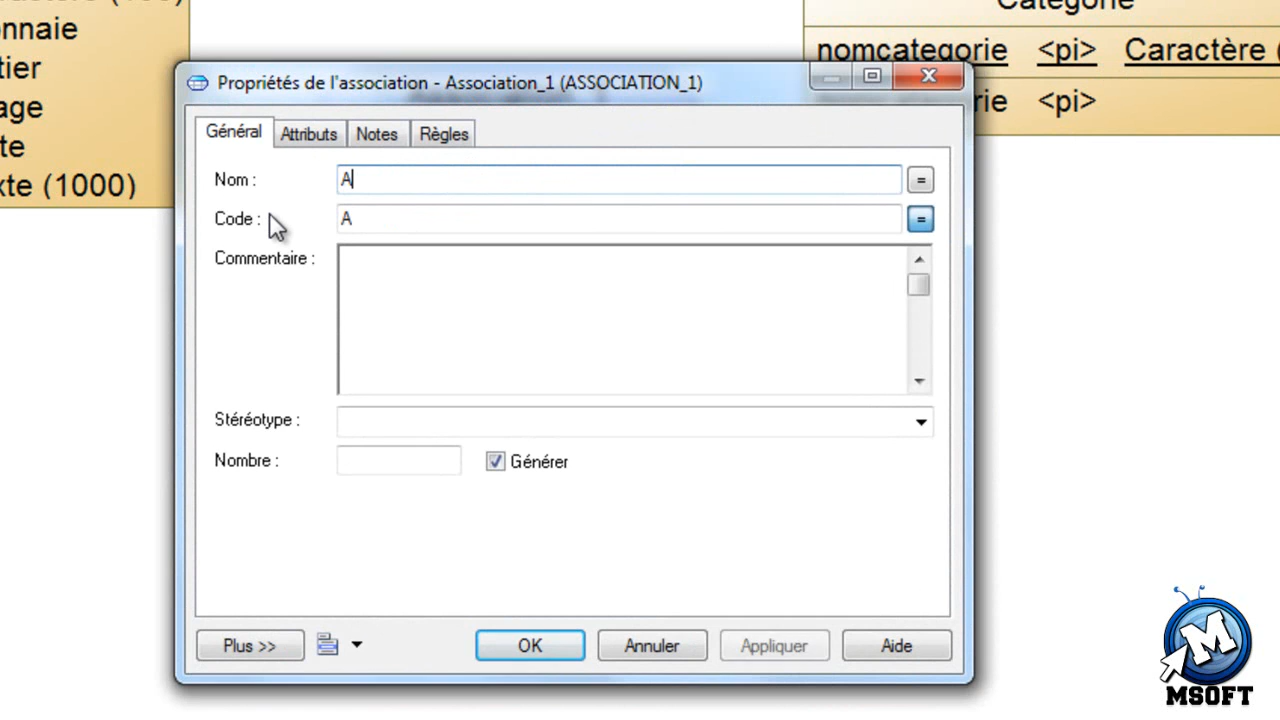 Catégorie
onnaie
nomcategorie <pi> Caractère (
tier
Propriétés de l'association - Association_1 (ASSOCIATION_1)
age
rie <pi>
Général Attributs Notes Règles
te
Nom : A =
xte (1000)
Code : A =
Commentaire :
Stéréotype :
Nombre : Générer
Plus >> OK Annuler Appliquer Aide
M
MSOFT